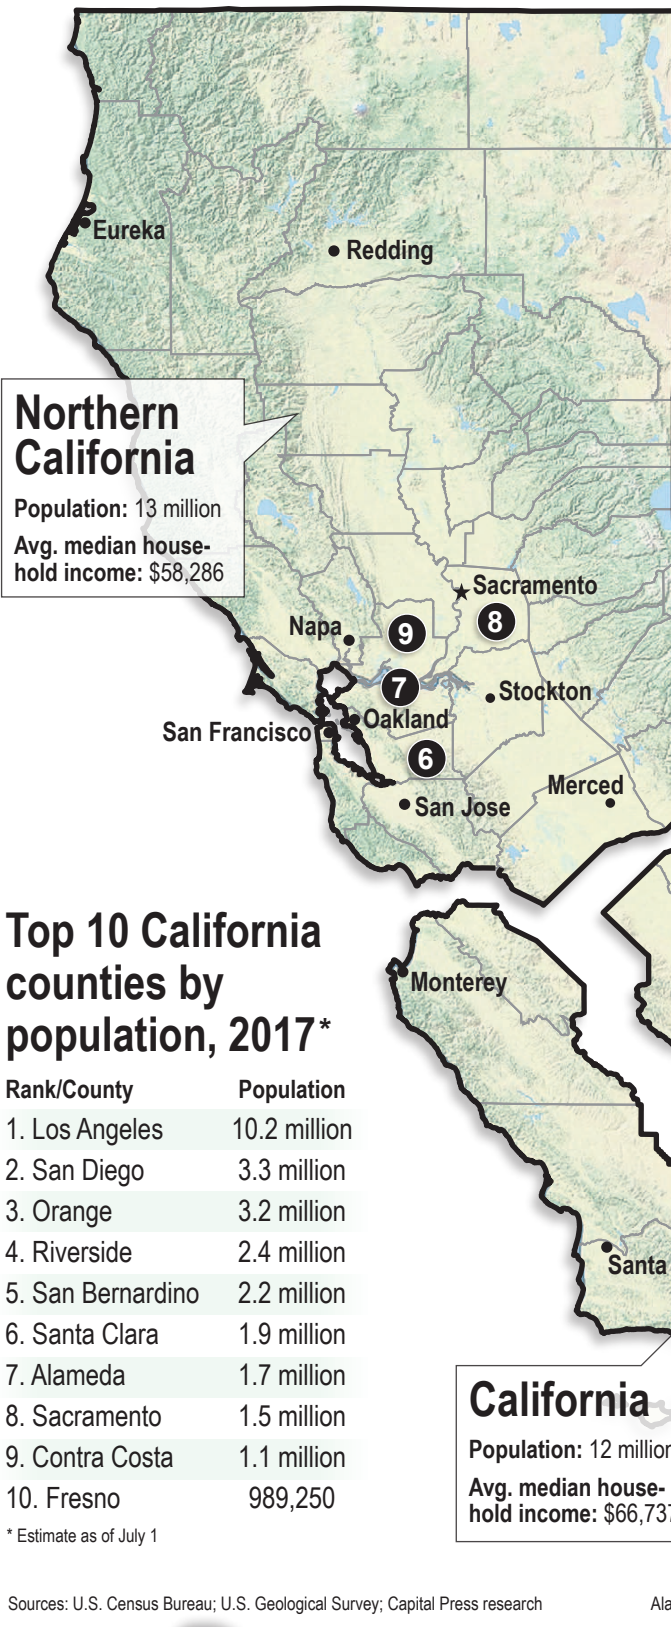 Eureka
Redding
Northern
California
Population: 13 million
Avg. median house-
hold income: $58,286
Sacramento
Napa
9
8
7
Stockton
Oakland
San Francisco
6
Merced
San Jose
Top 10 California
counties by
population, 2017*
Monterey
Rank/County Population
1. Los Angeles 10.2 million
2. San Diego 3.3 million
3. Orange 3.2 million
4. Riverside 2.4 million
5. San Bernardino 2.2 million
6. Santa Clara 1.9 million
7. Alameda 1.7 million
8. Sacramento 1.5 million
9. Contra Costa 1.1 million
10. Fresno 989,250
* Estimate as of July 1
Santa
California
Population: 12 million
Avg. median house-
hold income: $66,737
Sources: U.S. Census Bureau; U.S. Geological Survey; Capital Press research
Ala